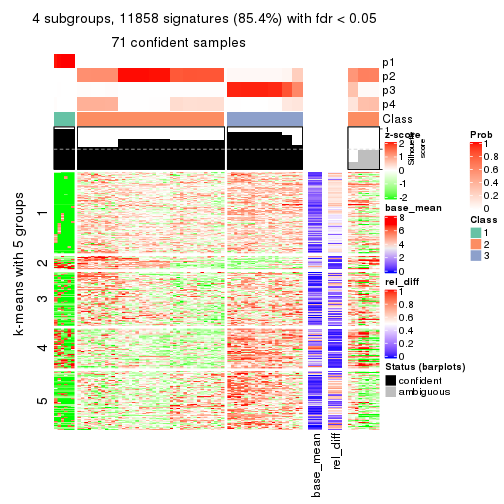 4 subgroups, 11858 signatures (85.4%) with fdr < 0.05
71 confident samples
p1
p2
p3
p4
Class
1
Silhouette score
k-means with 5 groups
1
2
3
4
5
base_mean
rel_diff
z-score
2
1
0
-1
-2
base_mean
8
6
4
2
0
rel_diff
1
0.8
0.6
0.4
0.2
0
Status (barplots)
confident
ambiguous
Prob
1
0.8
0.6
0.4
0.2
0
Class
1
2
3